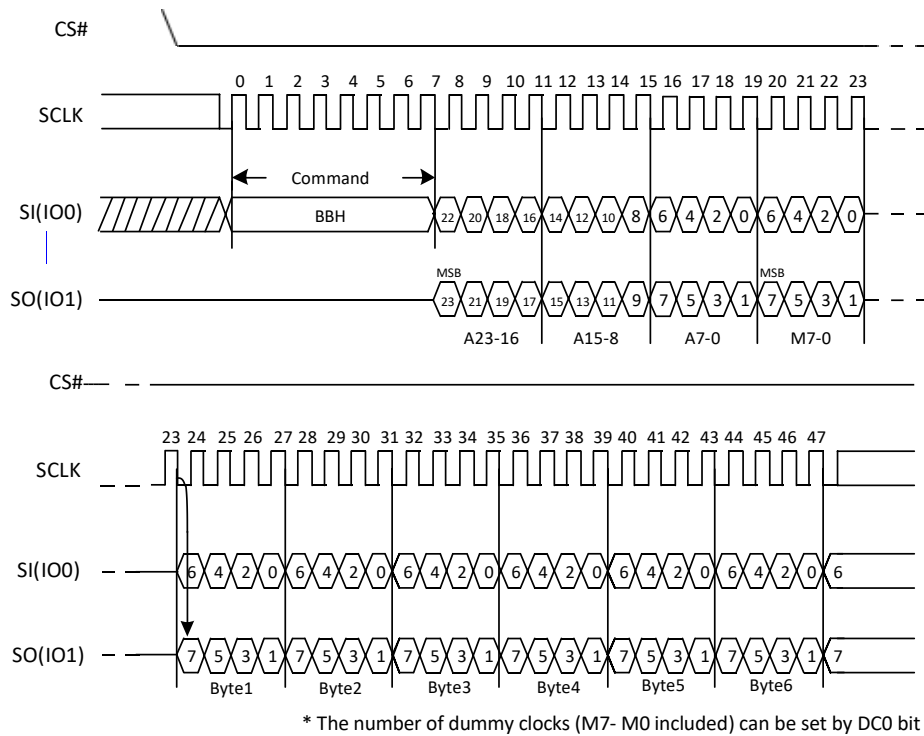 CS#
0 1 2 3 4 5 6 7 8 9 10 11 12 13 14 15 16 17 18 19 20 21 22 23
SCLK
Command
SI(IO0)
BBH
22 20 18 16 14 12 10 8 6 4 2 0 6 4 2 0
MSB MSB
SO(IO1)
23 21 19 17 15 13 11 9 7 5 3 1 7 5 3 1
A23-16 A15-8 A7-0 M7-0
CS#
23 24 25 26 27 28 29 30 31 32 33 34 35 36 37 38 39 40 41 42 43 44 45 46 47
SCLK
SI(IO0)
6 4 2 0 6 4 2 0 6 4 2 0 6 4 2 0 6 4 2 0 6 4 2 0 6
SO(IO1)
7 5 3 1 7 5 3 1 7 5 3 1 7 5 3 1 7 5 3 1 7 5 3 1 7
Byte1 Byte2 Byte3 Byte4 Byte5 Byte6
* The number of dummy clocks (M7- M0 included) can be set by DC0 bit